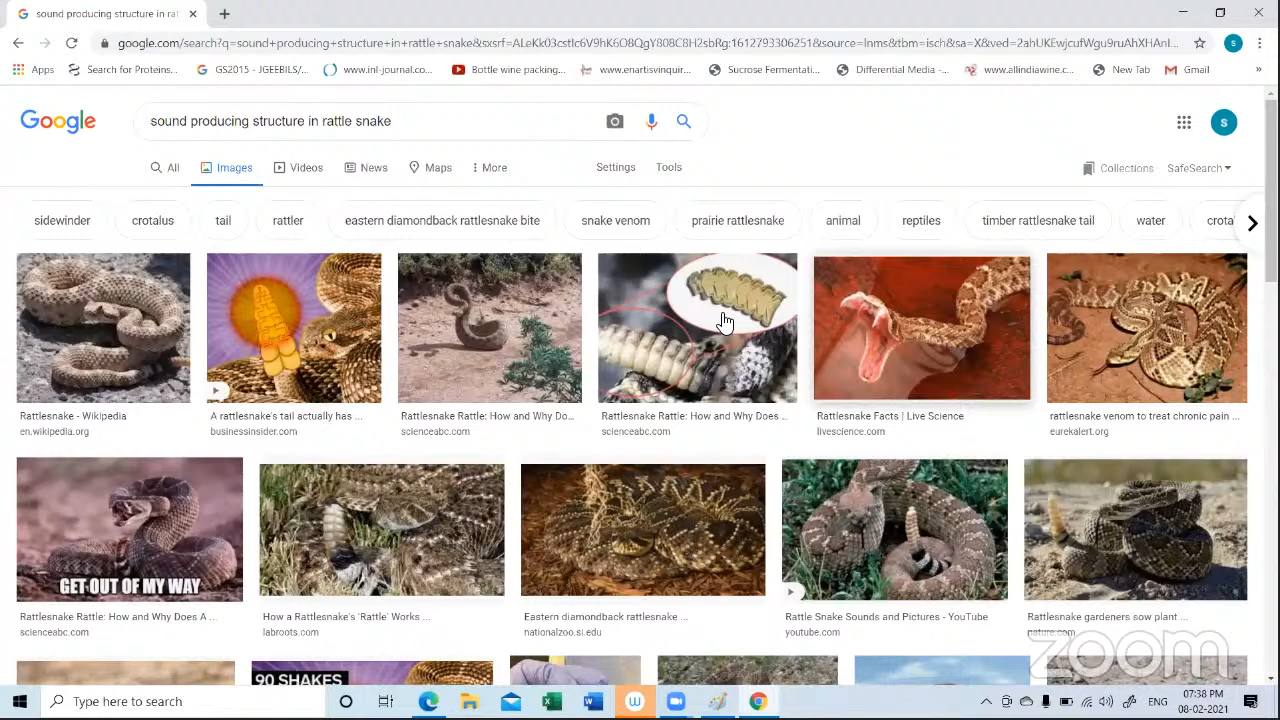 sound producing structure in rat
google.com/search?q=sound+producing+structure+in+rattle+snake&sxsrf=ALeKk03cstIc6V9hK6O8QgY808C8H2sbRg:1612793306251&source=lnms&tbm=isch&sa=X&ved=2ahUKEwjcufWgu9ruAhXHAnI...
Apps Search for Proteins... GS2015 - JGEEBILS/... www.inl-journal.co... Bottle wine packing... www.enartisvinquir... Sucrose Fermentati... Differential Media -... www.allindiawine.c... New Tab Gmail »
Google
sound producing structure in rattle snake
S
All Images Videos News Maps More Settings Tools Collections SafeSearch
sidewinder crotalus tail rattler eastern diamondback rattlesnake bite snake venom prairie rattlesnake animal reptiles timber rattlesnake tail water crota
Rattlesnake - Wikipedia
en.wikipedia.org
A rattlesnake's tail actually has ...
businessinsider.com
Rattlesnake Rattle: How and Why Do...
scienceabc.com
Rattlesnake Rattle: How and Why Does ..
scienceabc.com
Rattlesnake Facts | Live Science
livescience.com
rattlesnake venom to treat chronic pain ...
eurekalert.org
GET OUT OF MY WAY
Rattlesnake Rattle: How and Why Does A ...
scienceabc.com
How a Rattlesnake's 'Rattle' Works ...
labroots.com
Eastern diamondback rattlesnake ...
nationalzoo.si.edu
Rattle Snake Sounds and Pictures - YouTube
youtube.com
Rattlesnake gardeners sow plant ...
nature.com
90 SHAKES
zoom
Type here to search
ENG
07:38 PM
08-02-2021